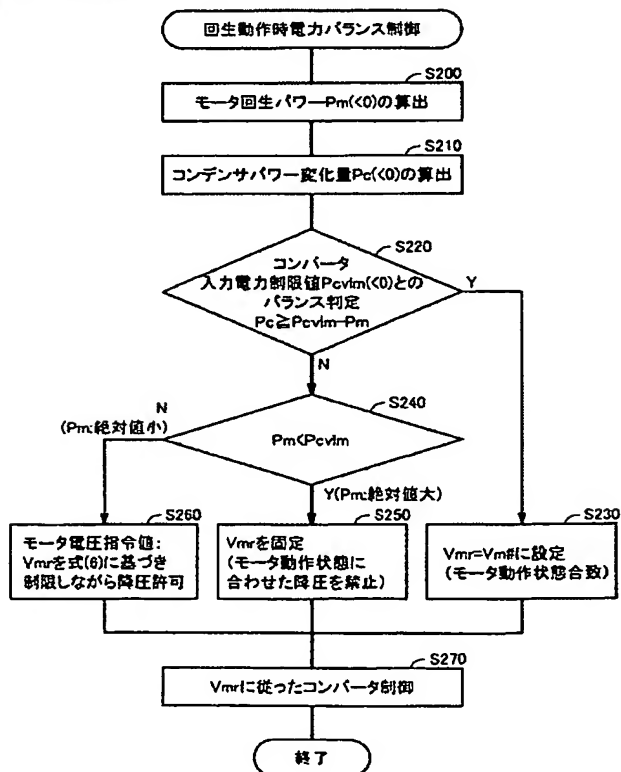 回生動作時電力バランス制御
S200
モータ回生パワーPm(<0)の算出
S210
コンデンサパワー変化量Pc(<0)の算出
S220
コンバータ
入力電力制限値Pcvlm(<0)との
バランス判定
Pc≧Pcvlm-Pm
Y
N
S240
N
(Pm:絶対値小)
Pm<Pcvlm
Y(Pm:絶対値大)
S260
モータ電圧指令値:
Vmrを式(6)に基づき
制限しながら降圧許可
S250
Vmrを固定
(モータ動作状態に
合わせた降圧を禁止)
S230
Vmr=Vm#に設定
(モータ動作状態合致)
S270
Vmrに従ったコンバータ制御
終了